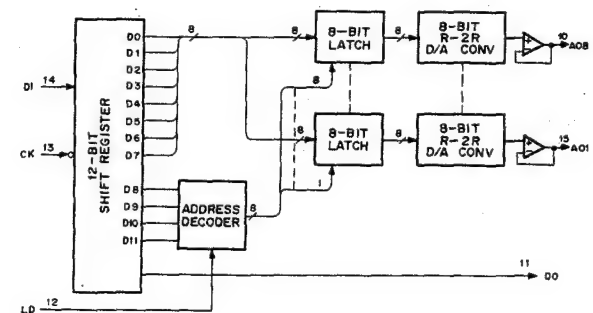 DI 14
CK 13
LD 12
12-BIT
SHIFT REGISTER
D0
D1
D2
D3
D4
D5
D6
D7
D8
D9
D10
D11
8
8
8-BIT
LATCH
8
8-BIT
R-2R
D/A CONV
10
AO8
8
8
8-BIT
LATCH
8
8-BIT
R-2R
D/A CONV
15
AO1
1
ADDRESS
DECODER
8
11
DO